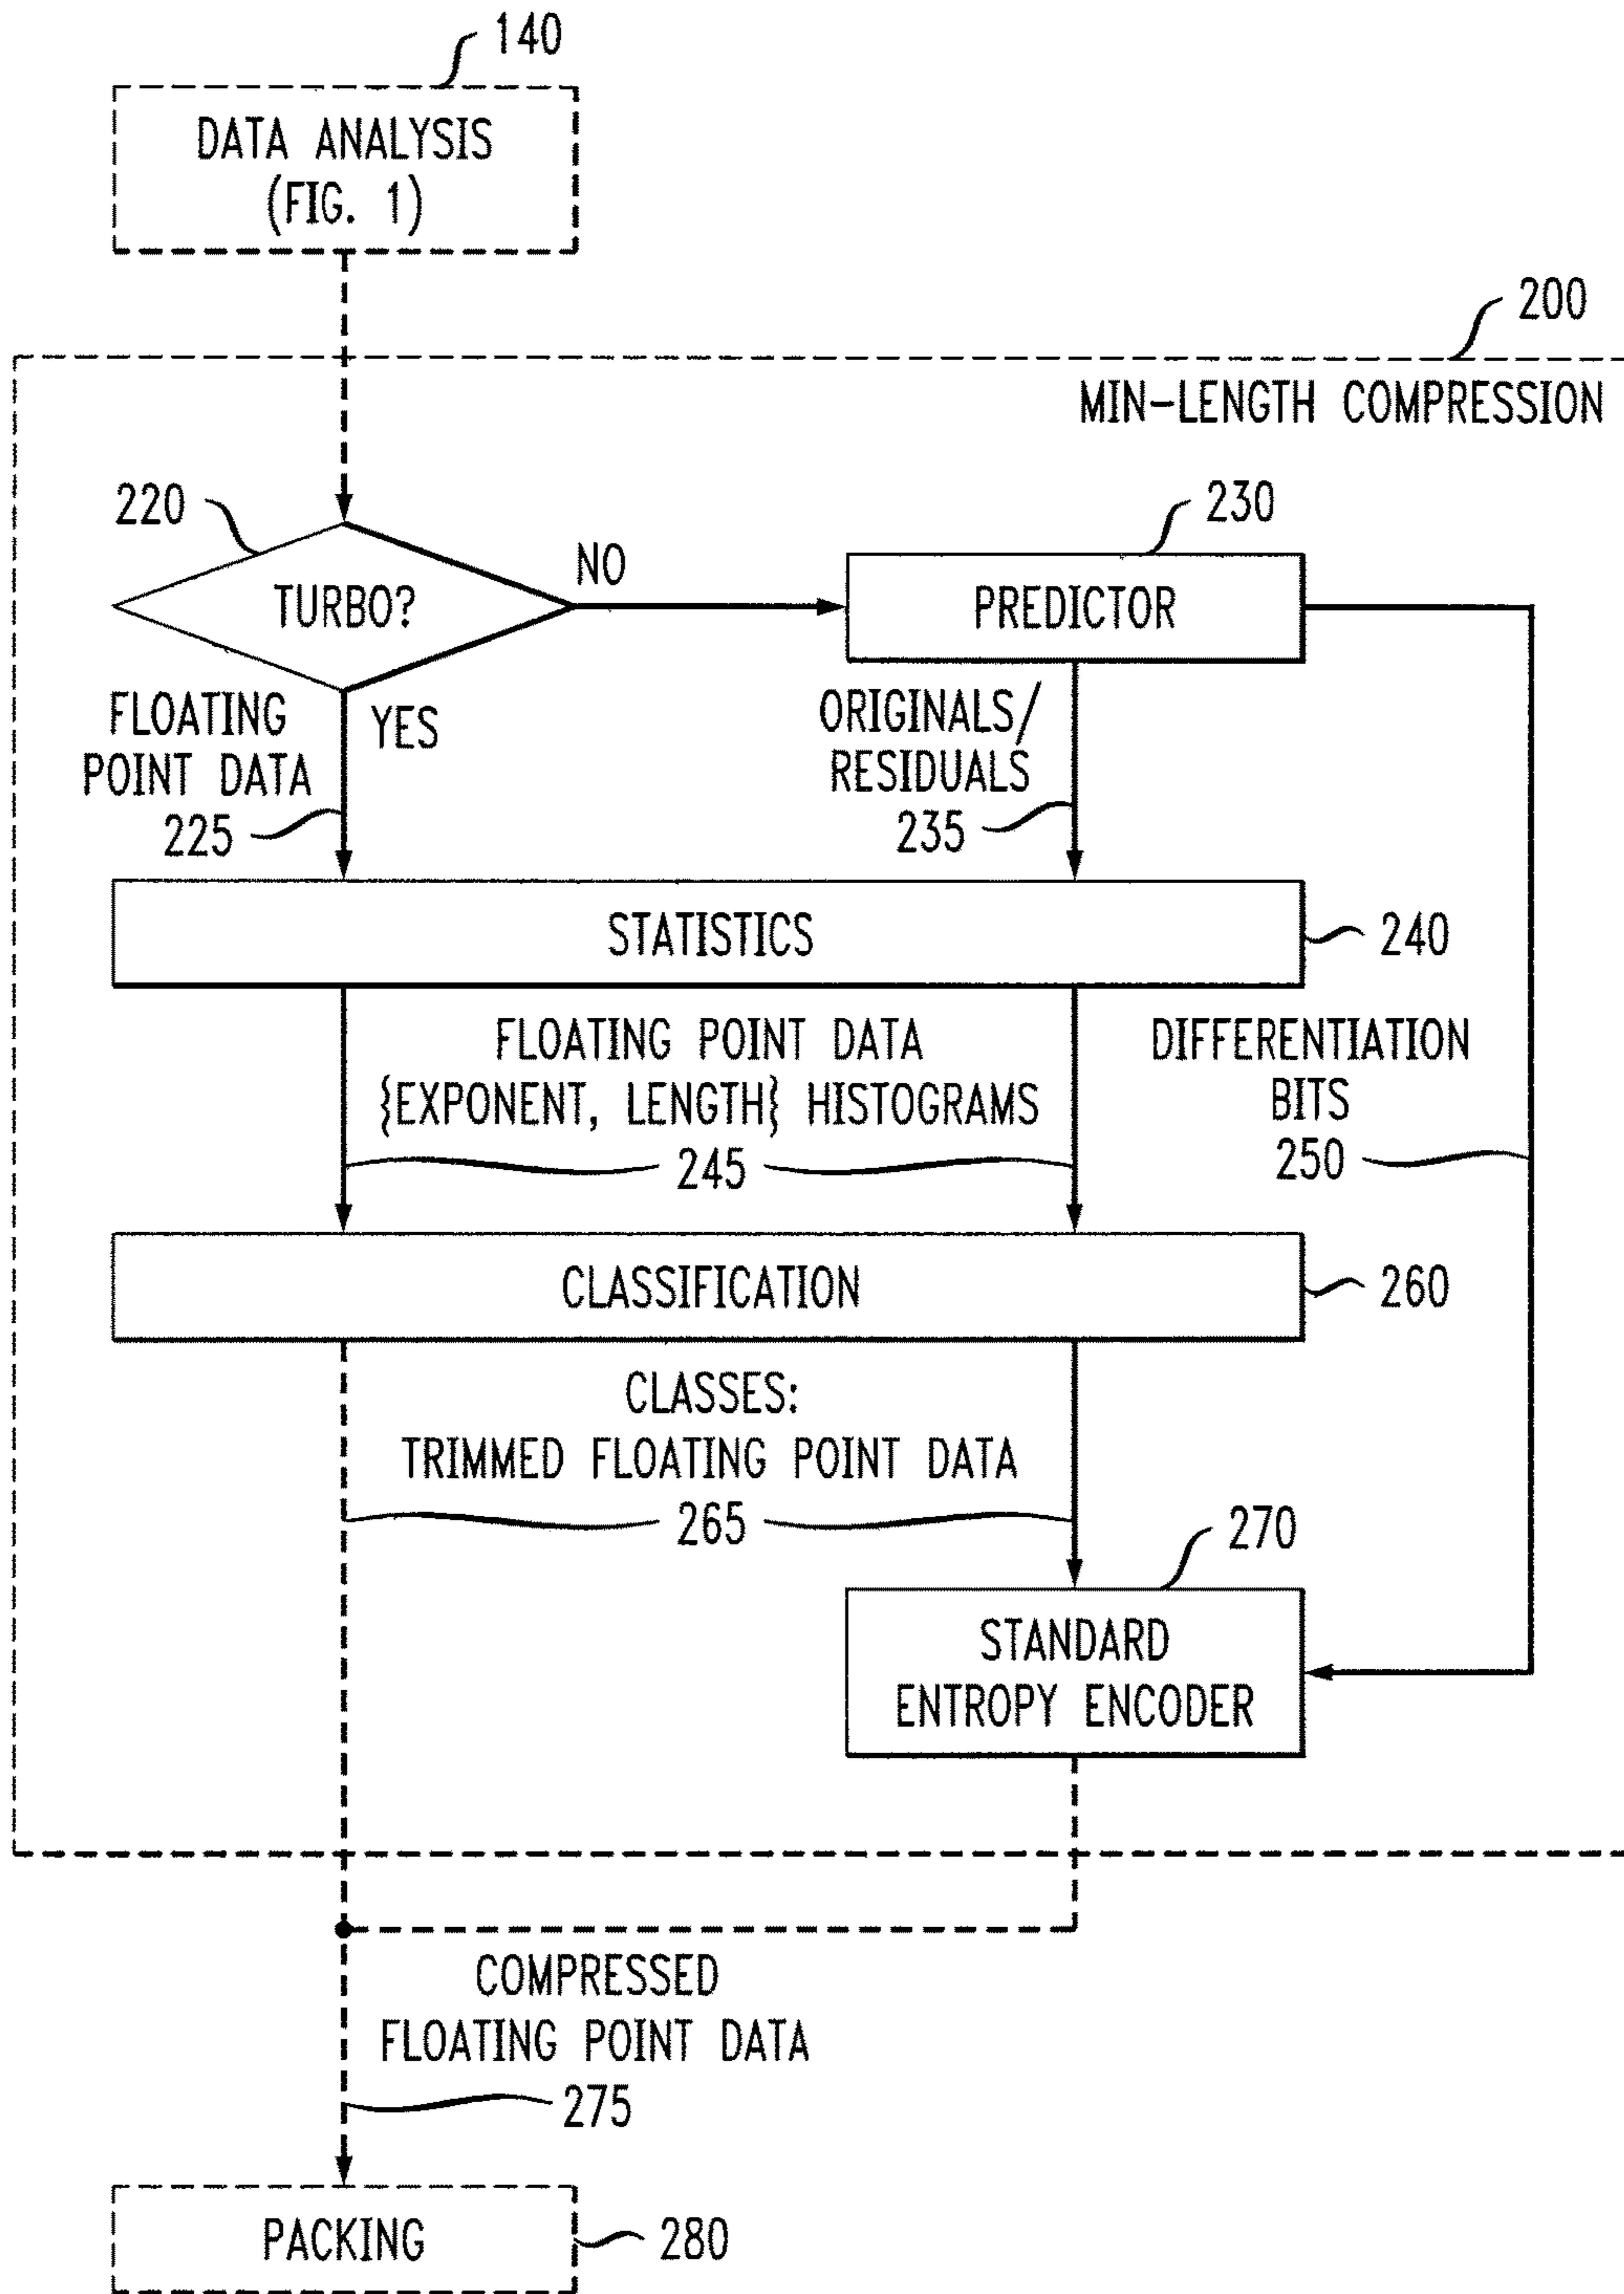 140
DATA ANALYSIS
(FIG. 1)
200
MIN-LENGTH COMPRESSION
220
TURBO?
NO
230
PREDICTOR
FLOATING
POINT DATA
225
YES
ORIGINALS/
RESIDUALS
235
STATISTICS
240
FLOATING POINT DATA
{EXPONENT, LENGTH} HISTOGRAMS
245
DIFFERENTIATION
BITS
250
CLASSIFICATION
260
CLASSES:
TRIMMED FLOATING POINT DATA
265
270
STANDARD
ENTROPY ENCODER
COMPRESSED
FLOATING POINT DATA
275
PACKING
280